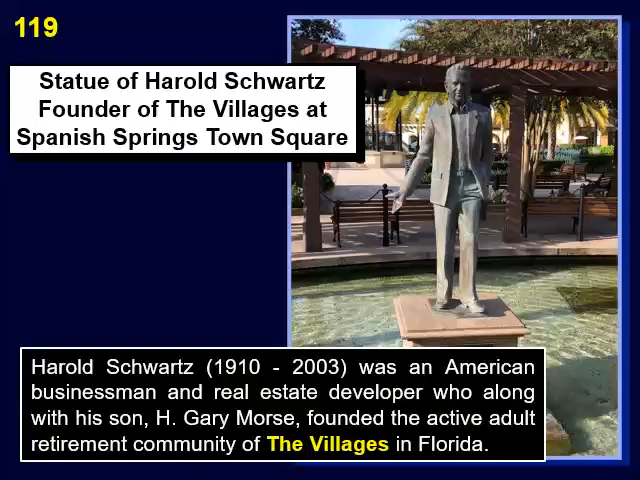 119
Statue of Harold Schwartz
Founder of The Villages at
Spanish Springs Town Square
Harold Schwartz (1910 - 2003) was an American
businessman and real estate developer who along
with his son, H. Gary Morse, founded the active adult
retirement community of The Villages in Florida.